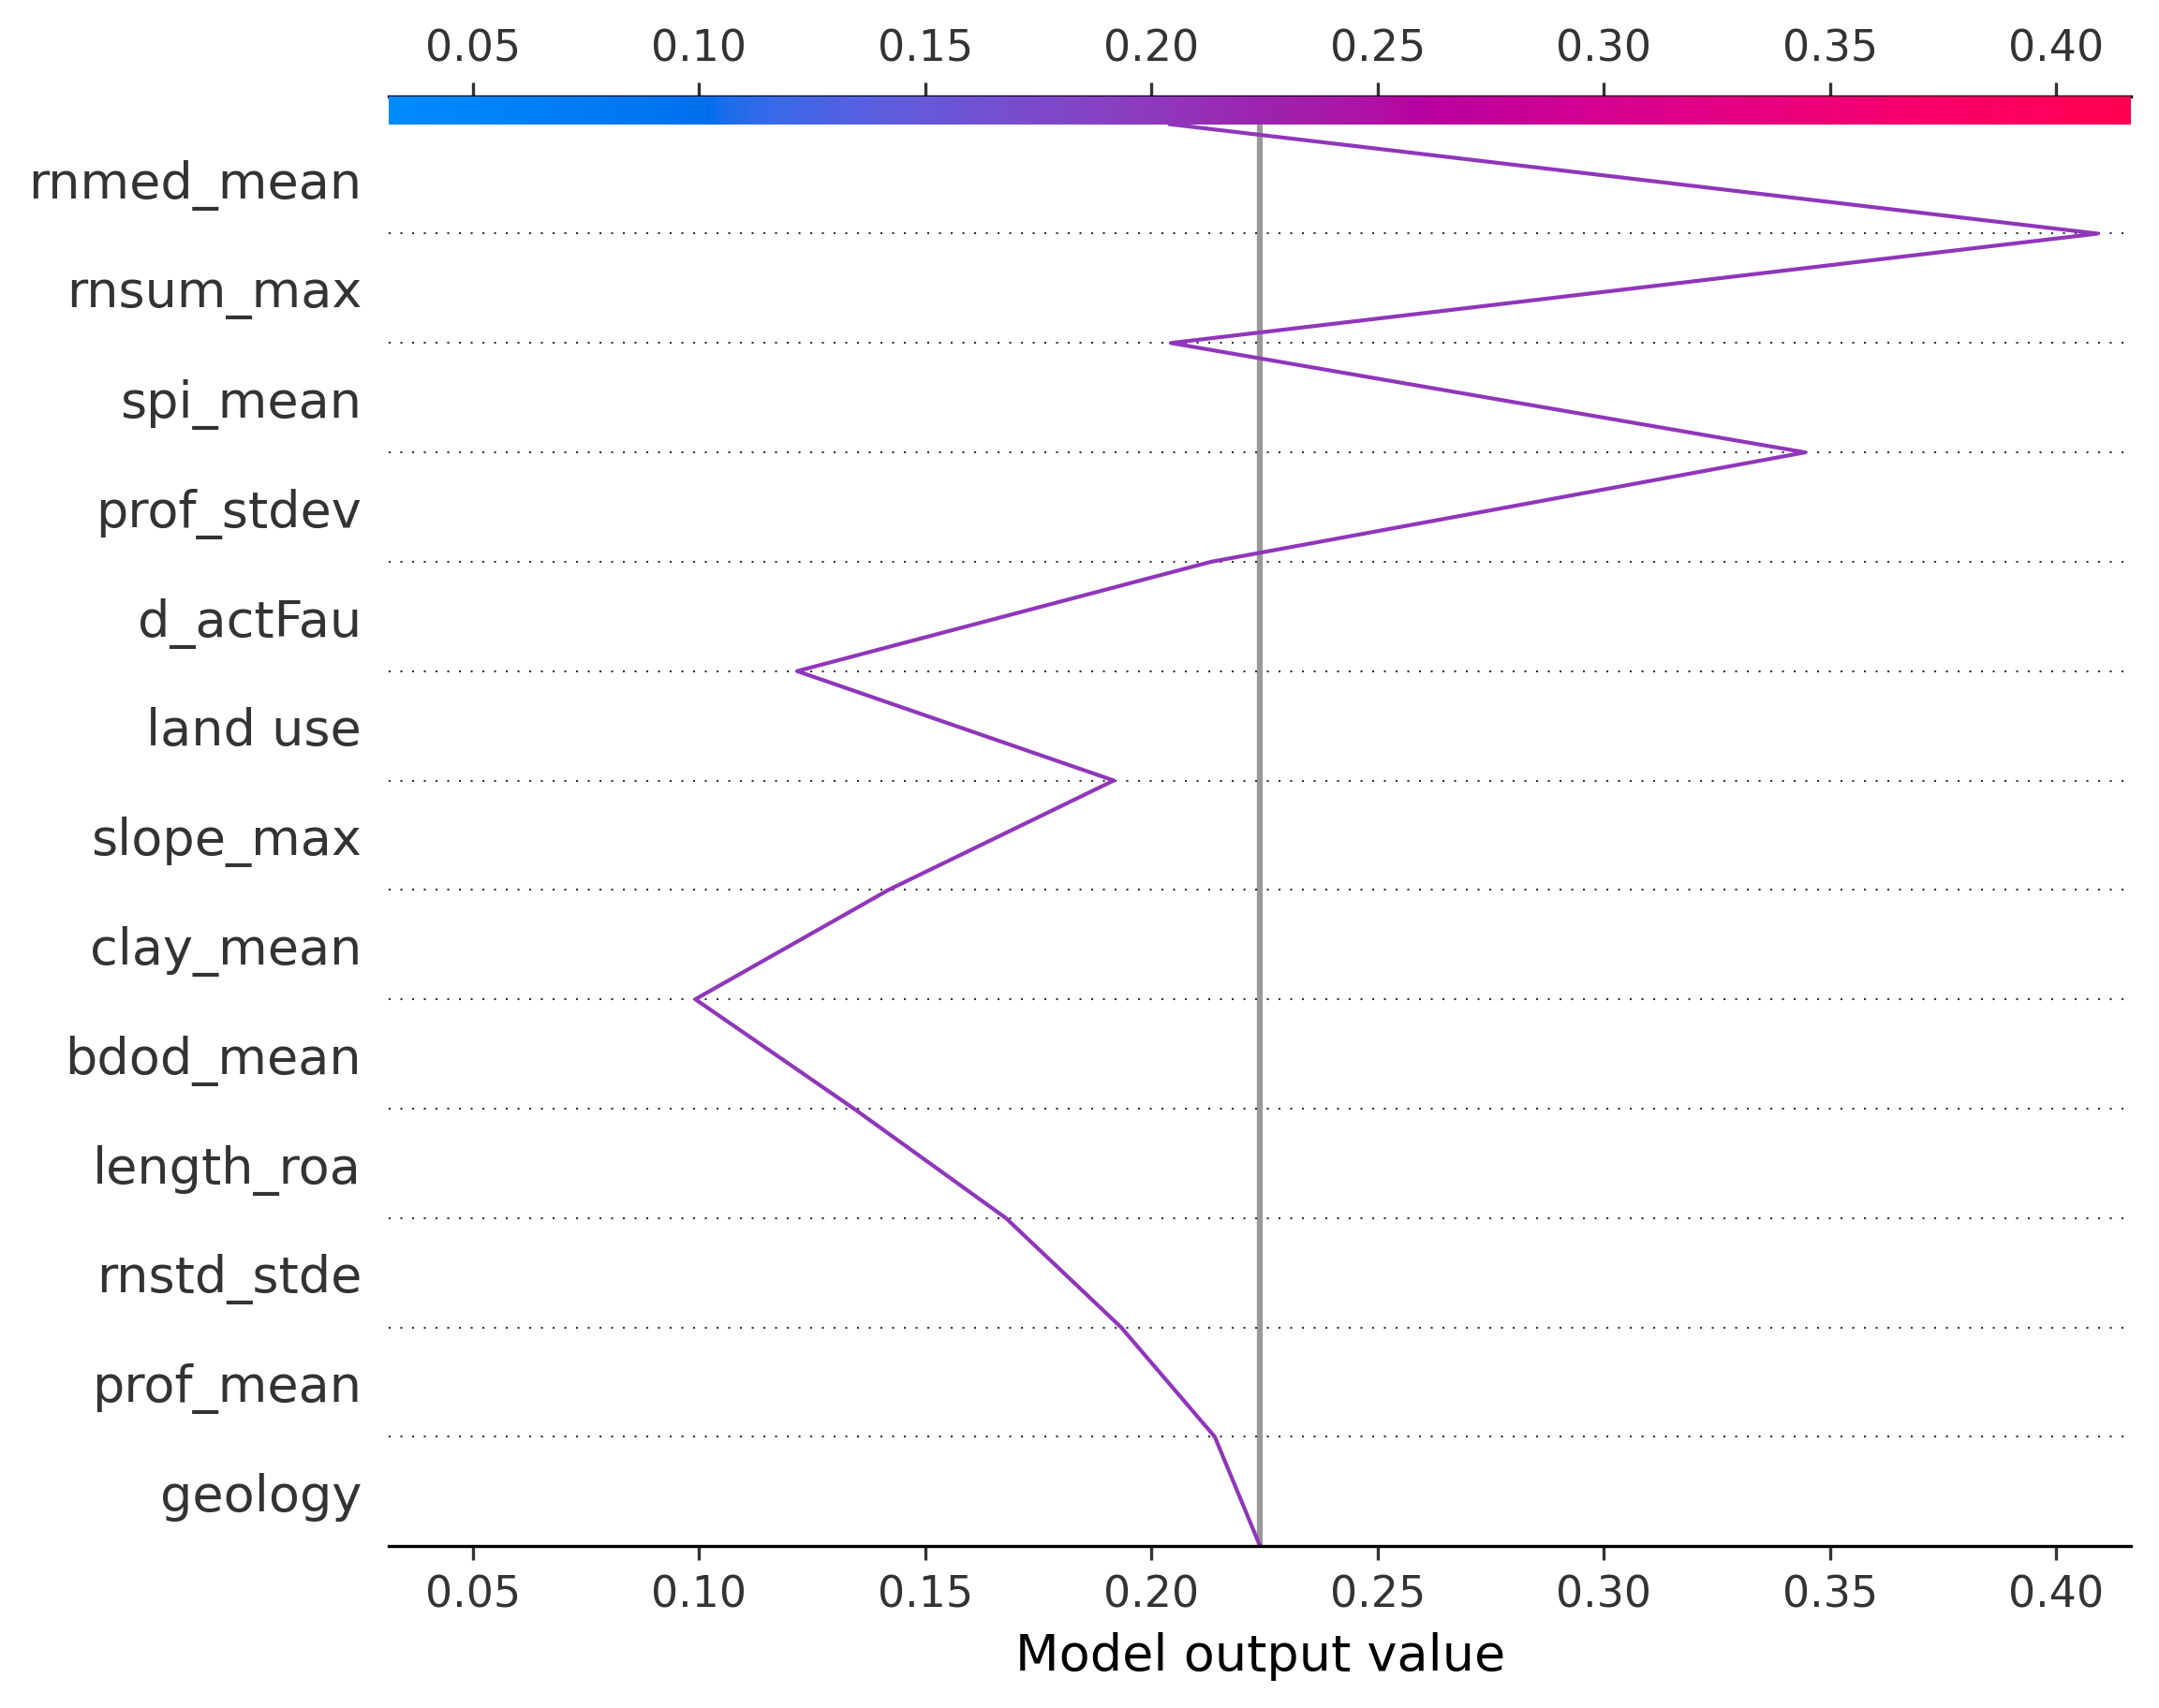 0.05 0.10 0.15 0.20 0.25 0.30 0.35 0.40
rnmed_mean
rnsum_max
spi_mean
prof_stdev
d_actFau
land use
slope_max
clay_mean
bdod_mean
length_roa
rnstd_stde
prof_mean
geology
0.05 0.10 0.15 0.20 0.25 0.30 0.35 0.40
Model output value